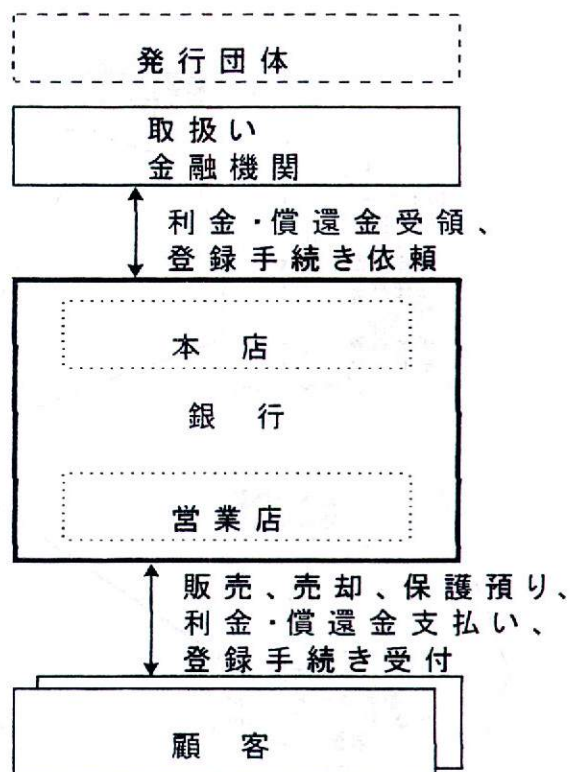 発行団体
取扱い
金融機関
利金・償還金受領、
登録手続き依頼
本店
銀行
営業店
販売、売却、保護預り、
利金・償還金支払い、
登録手続き受付
顧客